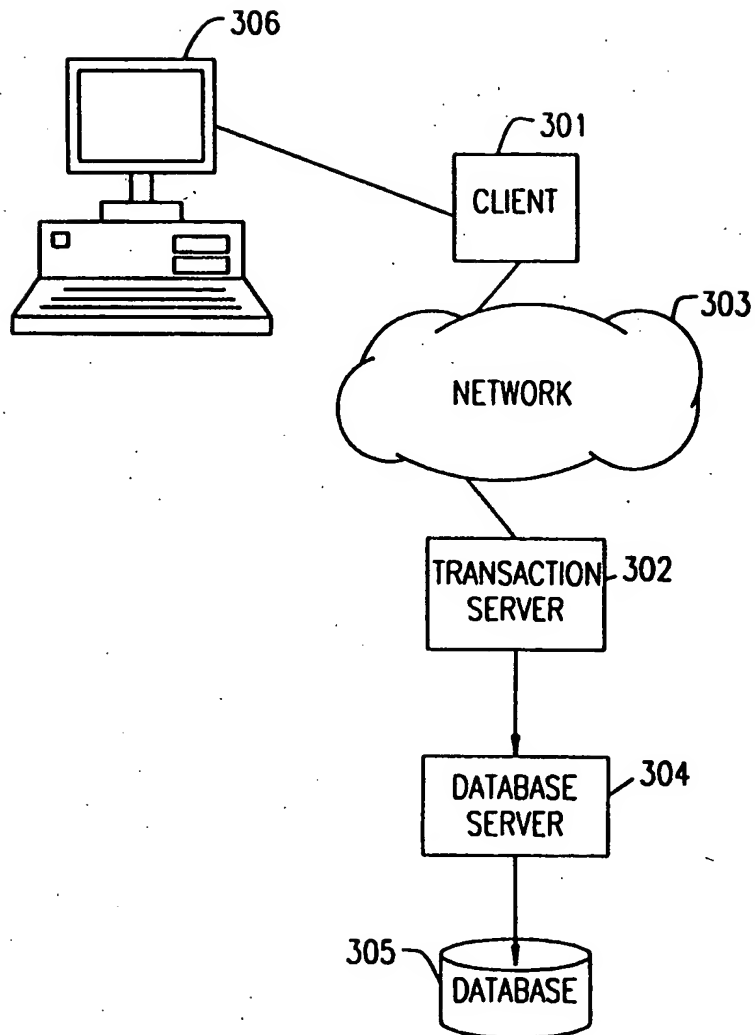 306
301
CLIENT
303
NETWORK
TRANSACTION
SERVER
302
DATABASE
SERVER
304
305
DATABASE